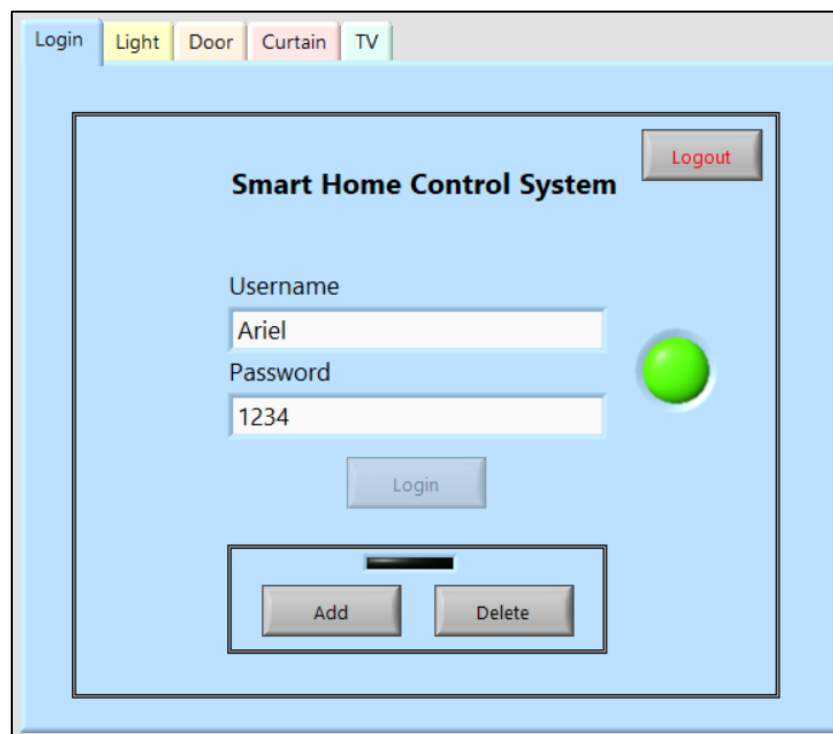 Login Light Door Curtain TV
Logout
Smart Home Control System
Username
Ariel
Password
1234
Login
Add Delete